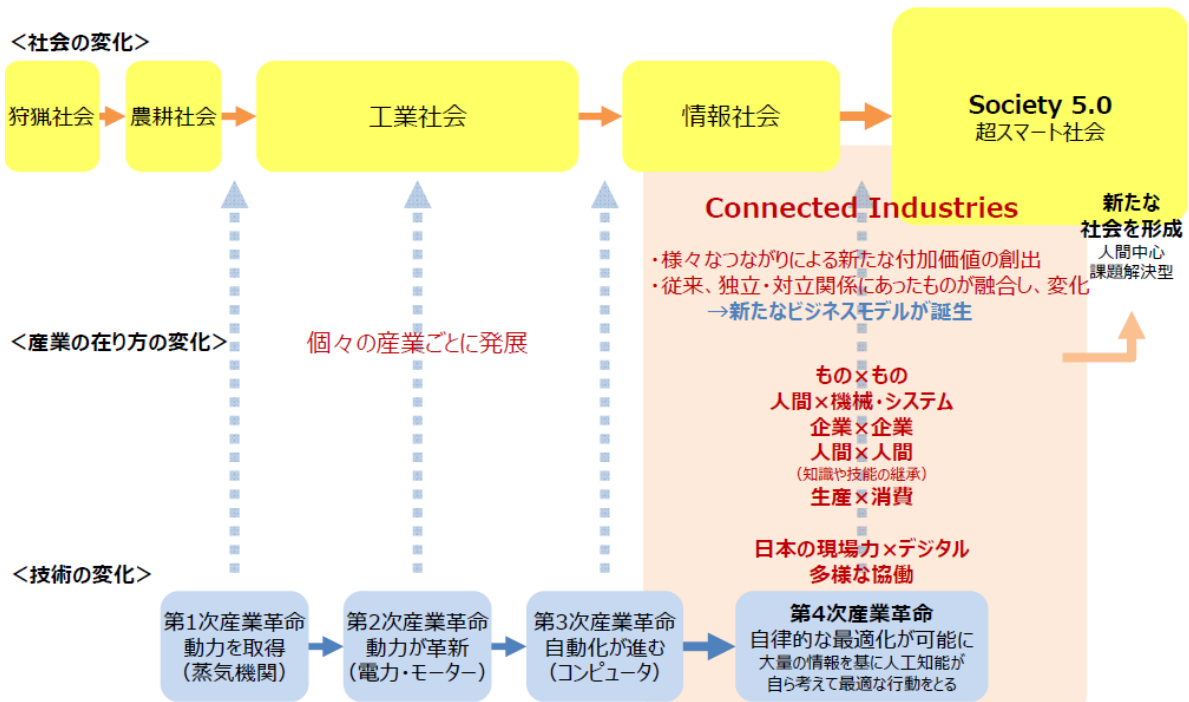 <社会の変化>
狩猟社会
農耕社会
工業社会
情報社会
Society 5.0
超スマート社会
Connected Industries
・様々なつながりによる新たな付加価値の創出
・従来、独立・対立関係にあったものが融合し、変化
→新たなビジネスモデルが誕生
新たな
社会を形成
人間中心
課題解決型
<産業の在り方の変化>
個々の産業ごとに発展
もの×もの
人間×機械・システム
企業×企業
人間×人間
(知識や技能の継承)
生産×消費
日本の現場力×デジタル
多様な協働
<技術の変化>
第1次産業革命
動力を取得
(蒸気機関)
第2次産業革命
動力が革新
(電力・モーター)
第3次産業革命
自動化が進む
(コンピュータ)
第4次産業革命
自律的な最適化が可能に
大量の情報を基に人工知能が
自ら考えて最適な行動をとる